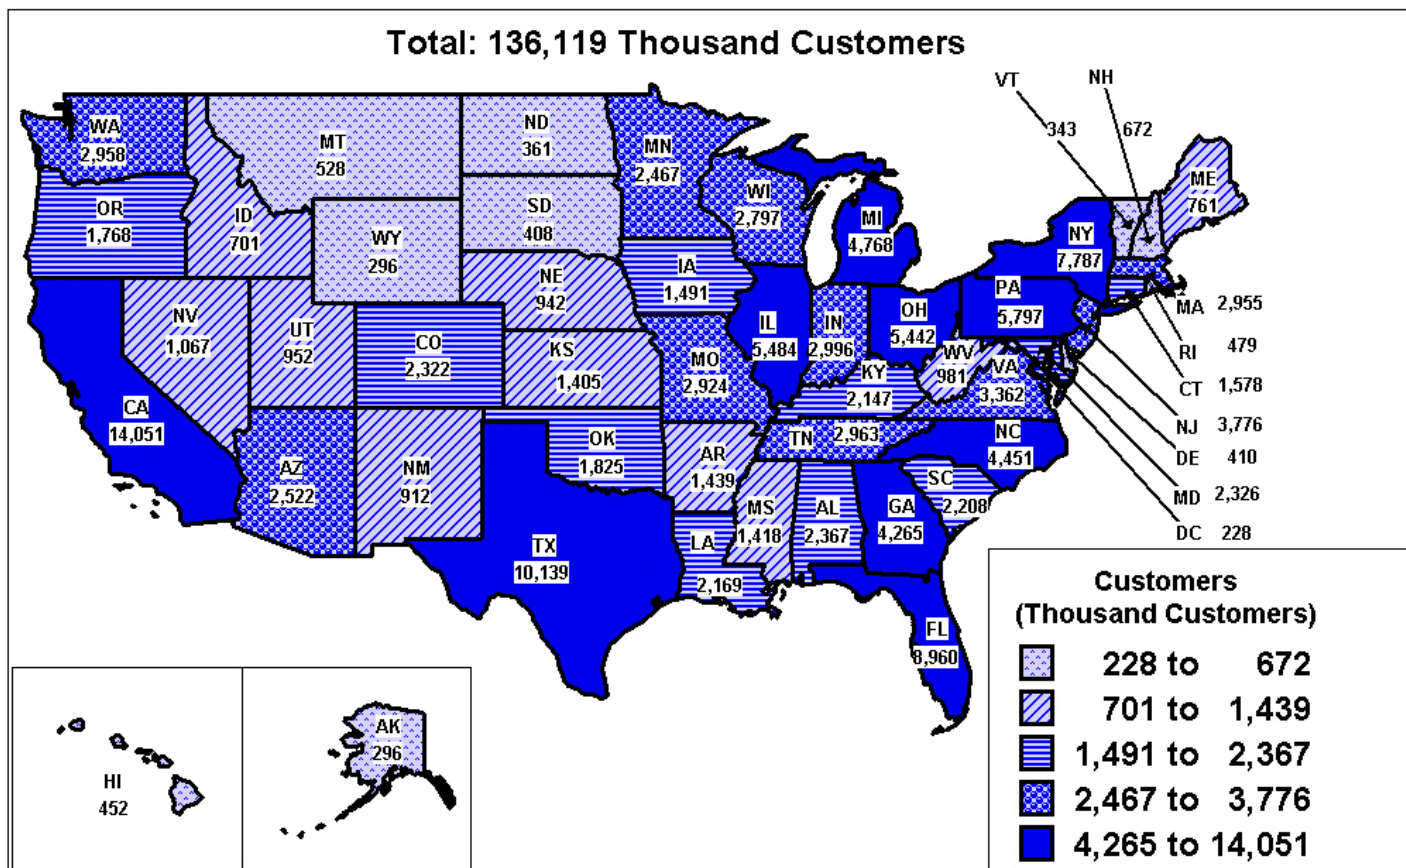 Total: 136,119 Thousand Customers
VT
NH
343
672
WA
2,958
MT
528
ND
361
MN
2,467
OR
1,768
ID
701
WY
296
SD
408
WI
2,797
MI
4,768
NY
7,787
ME
761
NV
1,067
UT
952
CO
2,322
NE
942
IA
1,491
IL
5,484
IN
2,996
OH
5,442
PA
5,797
MA 2,955
RI 479
CT 1,578
NJ 3,776
DE 410
MD 2,326
DC 228
KS
1,405
MO
2,924
KY
2,147
WV
981
VA
3,362
CA
14,051
AZ
2,522
NM
912
OK
1,825
AR
1,439
TN 2,963
NC
4,451
SC
2,208
TX
10,139
LA
2,169
MS
1,418
AL
2,367
GA
4,265
FL
8,960
HI
452
AK
296
Customers
(Thousand Customers)
228 to 672
701 to 1,439
1,491 to 2,367
2,467 to 3,776
4,265 to 14,051